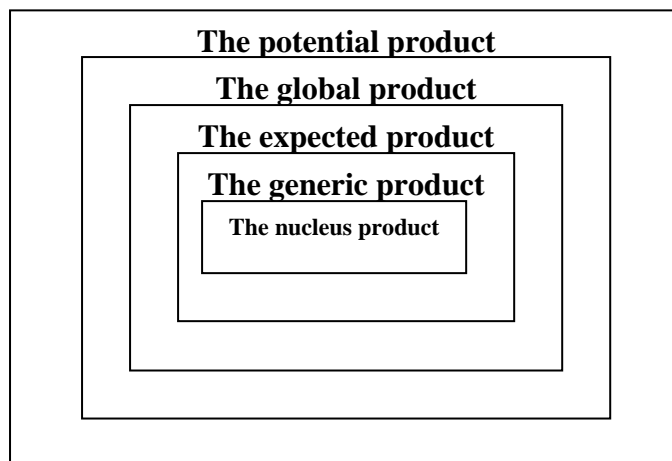 The potential product
The global product
The expected product
The generic product
The nucleus product